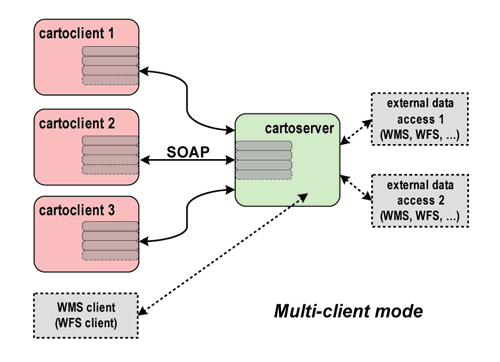 cartoclient 1
cartoclient 2
SOAP
cartoserver
cartoclient 3
external data
access 1
(WMS, WFS, ...)
external data
access 2
(WMS, WFS, ...)
WMS client
(WFS client)
Multi-client mode